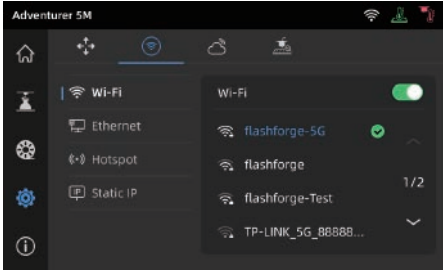 Adventurer 5M
Wi-Fi
Ethernet
Hotspot
Static IP
Wi-Fi
flashforge-5G
flashforge
1/2
flashforge-Test
TP-LINK_5G_88888...